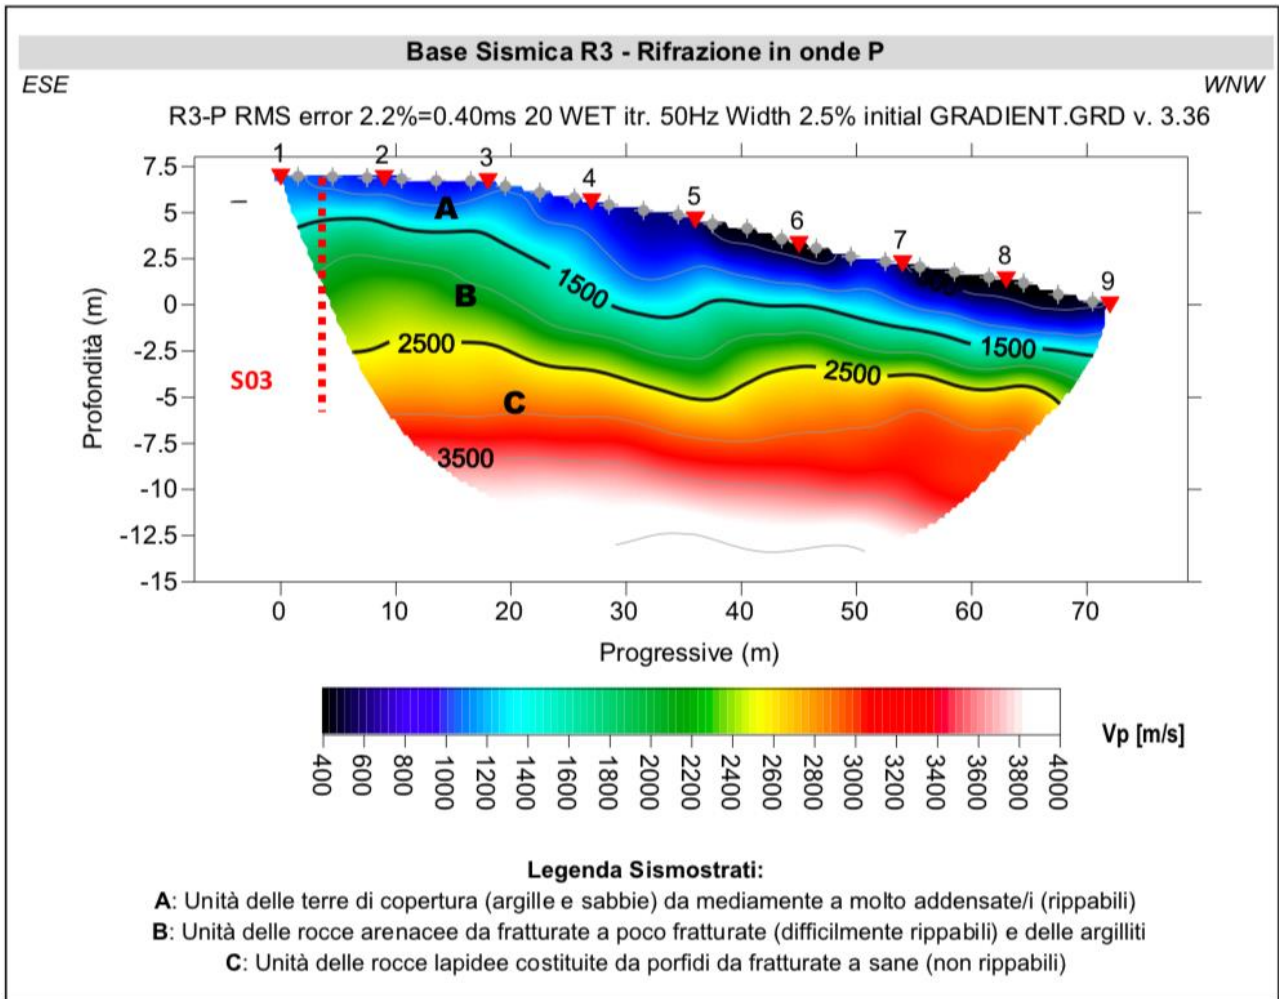 Base Sismica R3 - Rifrazione in onde P
ESE
WNW
R3-P RMS error 2.2%=0.40ms 20 WET itr. 50Hz Width 2.5% initial GRADIENT.GRD v. 3.36
1
2
3
4
5
6
7
8
9
7.5
5
2.5
0
-2.5
-5
-7.5
-10
-12.5
-15
Profondità (m)
A
B
C
1500
1500
2500
2500
3500
S03
0 10 20 30 40 50 60 70
Progressive (m)
400 600 800 1000 1200 1400 1600 1800 2000 2200 2400 2600 2800 3000 3200 3400 3600 3800 4000
Vp [m/s]
Legenda Sismostrati:
A: Unità delle terre di copertura (argille e sabbie) da mediamente a molto addensate/i (rippabili)
B: Unità delle rocce arenacee da fratturate a poco fratturate (difficilmente rippabili) e delle argilliti
C: Unità delle rocce lapidee costituite da porfidi da fratturate a sane (non rippabili)